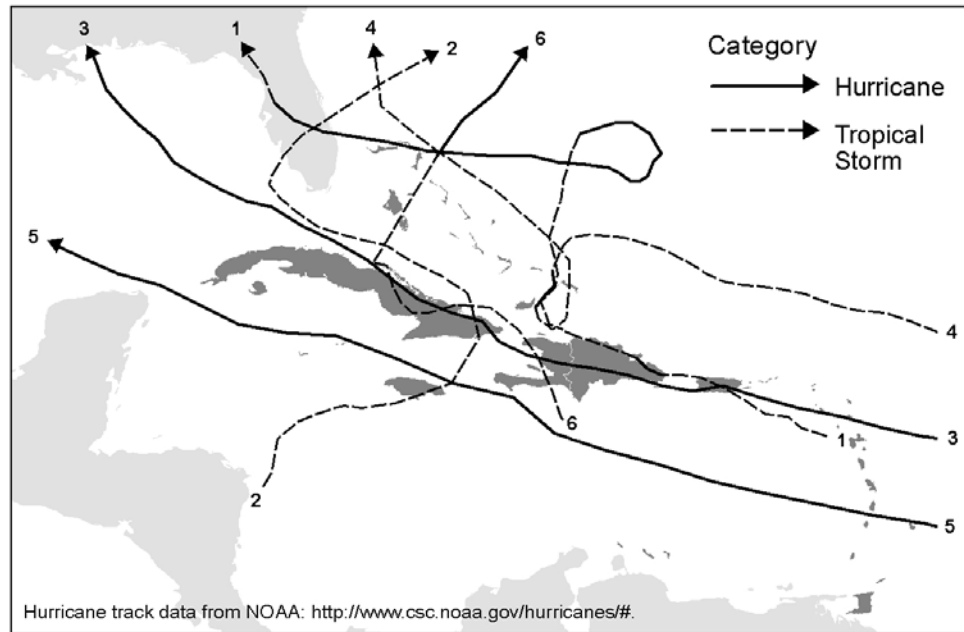 3
1
4
2
6
Category
Hurricane
Tropical
Storm
5
4
6
1
3
2
5
Hurricane track data from NOAA: http://www.csc.noaa.gov/hurricanes/#.